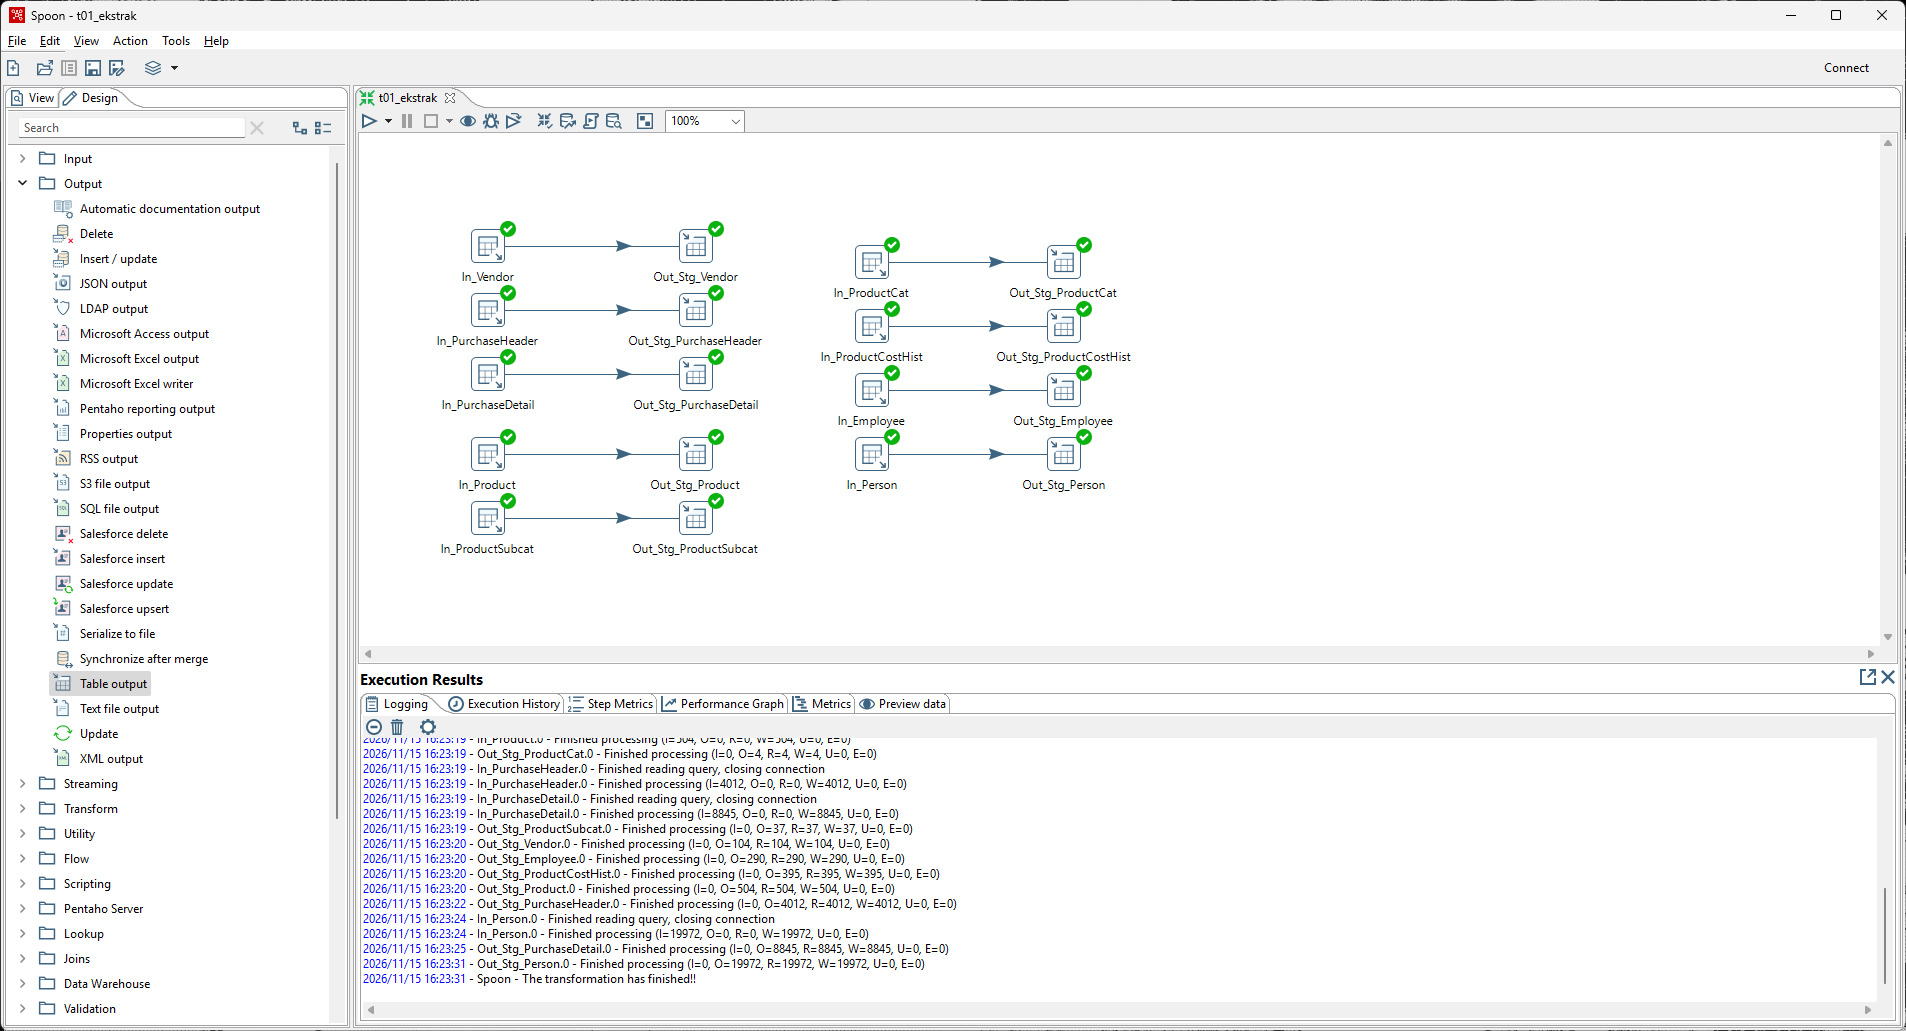 Spoon - t01_ekstrak
File Edit View Action Tools Help
Connect
View Design
Search
Input
Output
Automatic documentation output
Delete
Insert / update
JSON output
LDAP output
Microsoft Access output
Microsoft Excel output
Microsoft Excel writer
Pentaho reporting output
Properties output
RSS output
S3 file output
SQL file output
Salesforce delete
Salesforce insert
Salesforce update
Salesforce upsert
Serialize to file
Synchronize after merge
Table output
Text file output
Update
XML output
Streaming
Transform
Utility
Flow
Scripting
Pentaho Server
Lookup
Joins
Data Warehouse
Validation
t01_ekstrak
100%
In_Vendor Out_Stg_Vendor
In_PurchaseHeader Out_Stg_PurchaseHeader
In_PurchaseDetail Out_Stg_PurchaseDetail
In_Product Out_Stg_Product
In_ProductSubcat Out_Stg_ProductSubcat
In_ProductCat Out_Stg_ProductCat
In_ProductCostHist Out_Stg_ProductCostHist
In_Employee Out_Stg_Employee
In_Person Out_Stg_Person
Execution Results
Logging Execution History Step Metrics Performance Graph Metrics Preview data
2026/11/15 16:23:19 - In_Product.0 - Finished processing (I=504, O=0, R=0, W=504, U=0, E=0)
2026/11/15 16:23:19 - Out_Stg_ProductCat.0 - Finished processing (I=0, O=4, R=4, W=4, U=0, E=0)
2026/11/15 16:23:19 - In_PurchaseHeader.0 - Finished reading query, closing connection
2026/11/15 16:23:19 - In_PurchaseHeader.0 - Finished processing (I=4012, O=0, R=0, W=4012, U=0, E=0)
2026/11/15 16:23:19 - In_PurchaseDetail.0 - Finished reading query, closing connection
2026/11/15 16:23:19 - In_PurchaseDetail.0 - Finished processing (I=8845, O=0, R=0, W=8845, U=0, E=0)
2026/11/15 16:23:19 - Out_Stg_ProductSubcat.0 - Finished processing (I=0, O=37, R=37, W=37, U=0, E=0)
2026/11/15 16:23:20 - Out_Stg_Vendor.0 - Finished processing (I=0, O=104, R=104, W=104, U=0, E=0)
2026/11/15 16:23:20 - Out_Stg_Employee.0 - Finished processing (I=0, O=290, R=290, W=290, U=0, E=0)
2026/11/15 16:23:20 - Out_Stg_ProductCostHist.0 - Finished processing (I=0, O=395, R=395, W=395, U=0, E=0)
2026/11/15 16:23:20 - Out_Stg_Product.0 - Finished processing (I=0, O=504, R=504, W=504, U=0, E=0)
2026/11/15 16:23:22 - Out_Stg_PurchaseHeader.0 - Finished processing (I=0, O=4012, R=4012, W=4012, U=0, E=0)
2026/11/15 16:23:24 - In_Person.0 - Finished reading query, closing connection
2026/11/15 16:23:24 - In_Person.0 - Finished processing (I=19972, O=0, R=0, W=19972, U=0, E=0)
2026/11/15 16:23:25 - Out_Stg_PurchaseDetail.0 - Finished processing (I=0, O=8845, R=8845, W=8845, U=0, E=0)
2026/11/15 16:23:31 - Out_Stg_Person.0 - Finished processing (I=0, O=19972, R=19972, W=19972, U=0, E=0)
2026/11/15 16:23:31 - Spoon - The transformation has finished!!